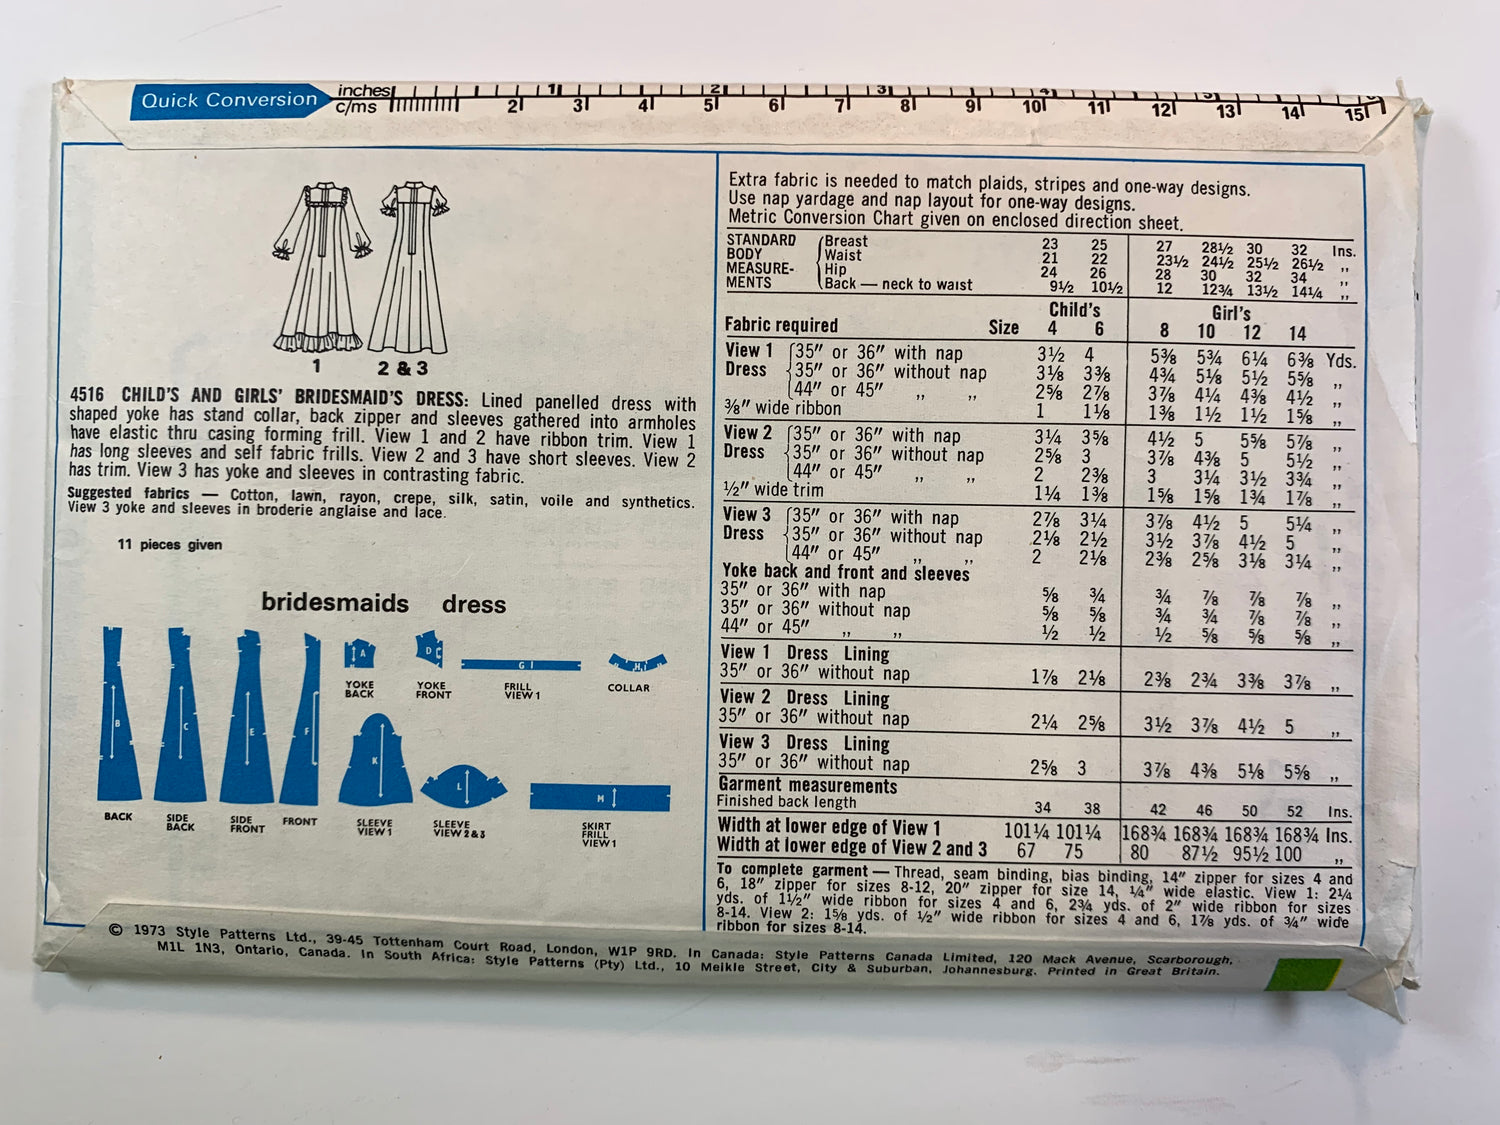 Quick Conversion
inches
c/ms
1 2 3 4 5
2 3 4 5 6 7 8 9 10 11 12 13 14 15
1
2 & 3
4516 CHILD'S AND GIRLS' BRIDESMAID'S DRESS: Lined panelled dress with
shaped yoke has stand collar, back zipper and sleeves gathered into armholes
have elastic thru casing forming frill. View 1 and 2 have ribbon trim. View 1
has long sleeves and self fabric frills. View 2 and 3 have short sleeves. View 2
has trim. View 3 has yoke and sleeves in contrasting fabric.
Suggested fabrics — Cotton, lawn, rayon, crepe, silk, satin, voile and synthetics.
View 3 yoke and sleeves in broderie anglaise and lace.
11 pieces given
bridesmaids dress
B
C
E
F
A
D
G
H
K
L
M
YOKE
BACK
YOKE
FRONT
FRILL
VIEW 1
COLLAR
BACK
SIDE
BACK
SIDE
FRONT
FRONT
SLEEVE
VIEW 1
SLEEVE
VIEW 2&3
SKIRT
FRILL
VIEW 1
Extra fabric is needed to match plaids, stripes and one-way designs.
Use nap yardage and nap layout for one-way designs.
Metric Conversion Chart given on enclosed direction sheet.
STANDARD Breast 23 25 27 28½ 30 32 Ins.
BODY Waist 21 22 23½ 24½ 25½ 26½ ,,
MEASURE- Hip 24 26 28 30 32 34 ,,
MENTS Back — neck to waist 9½ 10½ 12 12¾ 13½ 14¼ ,,
Child's Girl's
Fabric required Size 4 6 8 10 12 14
View 1 35" or 36" with nap 3½ 4 5⅜ 5¾ 6¼ 6⅜ Yds.
Dress 35" or 36" without nap 3⅛ 3⅜ 4¾ 5⅛ 5½ 5⅝ ,,
44" or 45" ,, ,, 2⅝ 2⅞ 3⅞ 4¼ 4⅜ 4½ ,,
⅜" wide ribbon 1 1⅛ 1⅜ 1½ 1½ 1⅝ ,,
View 2 35" or 36" with nap 3¼ 3⅝ 4½ 5 5⅝ 5⅞ ,,
Dress 35" or 36" without nap 2⅝ 3 3⅞ 4⅜ 5 5½ ,,
44" or 45" ,, ,, 2 2⅜ 3 3¼ 3½ 3¾ ,,
½" wide trim 1¼ 1⅜ 1⅝ 1⅝ 1¾ 1⅞ ,,
View 3 35" or 36" with nap 2⅞ 3¼ 3⅞ 4½ 5 5¼ ,,
Dress 35" or 36" without nap 2⅛ 2½ 3½ 3⅞ 4½ 5 ,,
44" or 45" ,, ,, 2 2⅛ 2⅜ 2⅝ 3⅛ 3¼ ,,
Yoke back and front and sleeves
35" or 36" with nap ⅝ ¾ ¾ ⅞ ⅞ ⅞ ,,
35" or 36" without nap ⅝ ⅝ ¾ ¾ ⅞ ⅞ ,,
44" or 45" ,, ,, ½ ½ ½ ⅝ ⅝ ⅝ ,,
View 1 Dress Lining
35" or 36" without nap 1⅞ 2⅛ 2⅜ 2¾ 3⅜ 3⅞ ,,
View 2 Dress Lining
35" or 36" without nap 2¼ 2⅝ 3½ 3⅞ 4½ 5 ,,
View 3 Dress Lining
35" or 36" without nap 2⅝ 3 3⅞ 4⅜ 5⅛ 5⅝ ,,
Garment measurements
Finished back length 34 38 42 46 50 52 Ins.
Width at lower edge of View 1 101¼ 101¼ 168¾ 168¾ 168¾ 168¾ Ins.
Width at lower edge of View 2 and 3 67 75 80 87½ 95½ 100 ,,
To complete garment — Thread, seam binding, bias binding, 14" zipper for sizes 4 and
6, 18" zipper for sizes 8-12, 20" zipper for size 14, ¼" wide elastic. View 1: 2¼
yds. of 1½" wide ribbon for sizes 4 and 6, 2¾ yds. of 2" wide ribbon for sizes
8-14. View 2: 1⅝ yds. of ½" wide ribbon for sizes 4 and 6, 1⅞ yds. of ¾" wide
ribbon for sizes 8-14.
© 1973 Style Patterns Ltd., 39-45 Tottenham Court Road, London, W1P 9RD. In Canada: Style Patterns Canada Limited, 120 Mack Avenue, Scarborough,
M1L 1N3, Ontario, Canada. In South Africa: Style Patterns (Pty) Ltd., 10 Meikle Street, City & Suburban, Johannesburg. Printed in Great Britain.